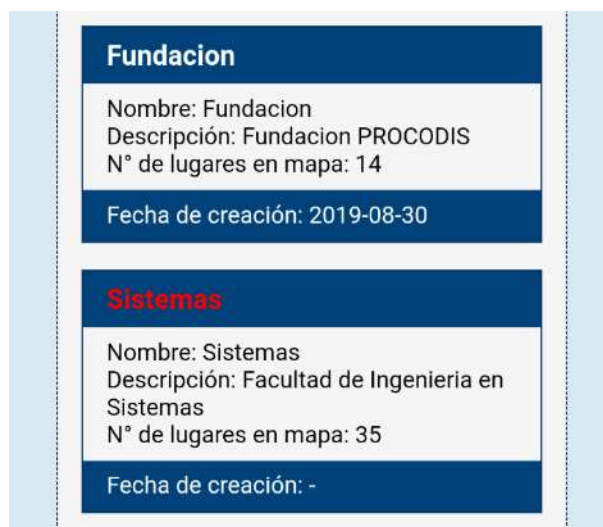 Fundacion
Nombre: Fundacion
Descripción: Fundacion PROCODIS
N° de lugares en mapa: 14
Fecha de creación: 2019-08-30
Sistemas
Nombre: Sistemas
Descripción: Facultad de Ingenieria en
Sistemas
N° de lugares en mapa: 35
Fecha de creación: -